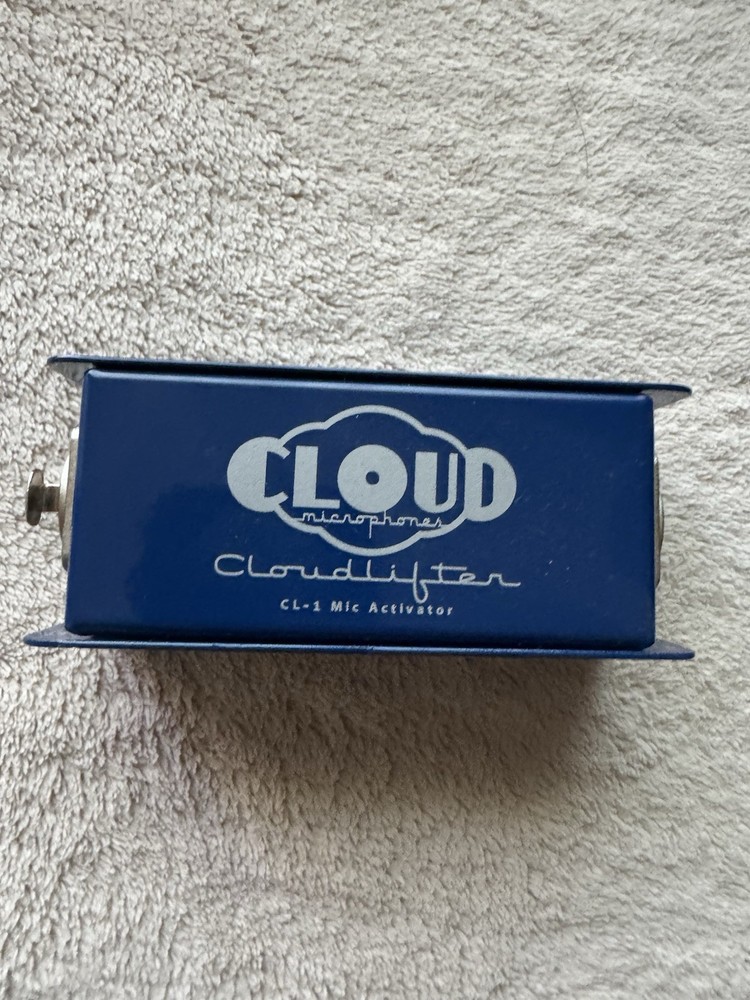 CLOUD
microphones
Cloudlifter
CL-1 Mic Activator